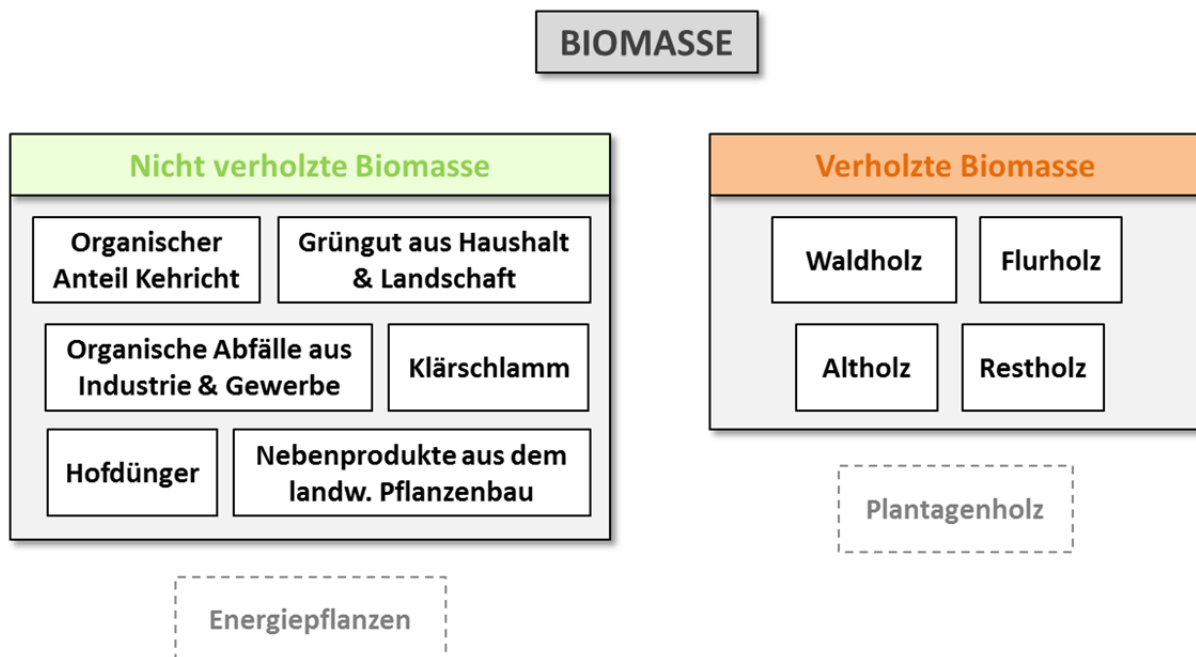 BIOMASSE
Nicht verholzte Biomasse
Organischer
Anteil Kehricht
Grüngut aus Haushalt
& Landschaft
Organische Abfälle aus
Industrie & Gewerbe
Klärschlamm
Hofdünger
Nebenprodukte aus dem
landw. Pflanzenbau
Energiepflanzen
Verholzte Biomasse
Waldholz
Flurholz
Altholz
Restholz
Plantagenholz